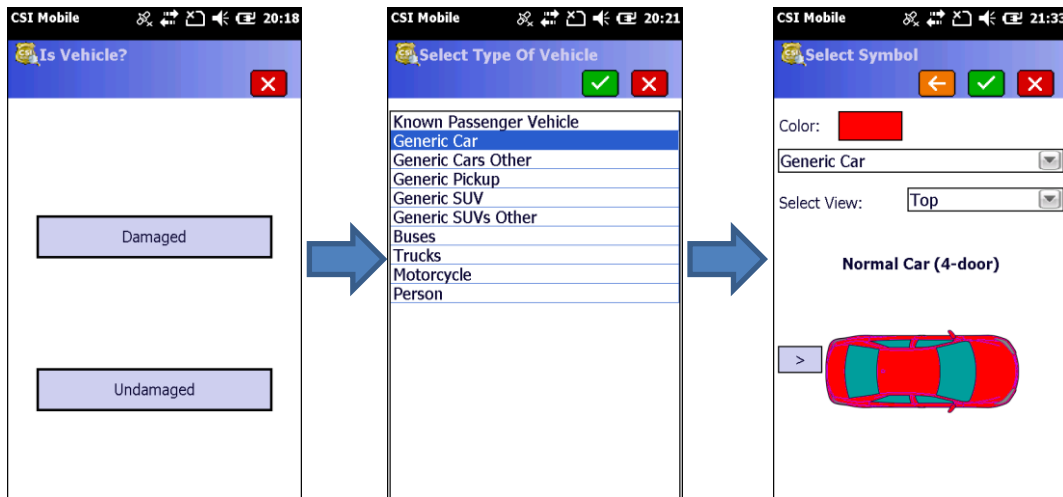 CSI Mobile 20:18
Is Vehicle?
Damaged
Undamaged
CSI Mobile 20:21
Select Type Of Vehicle
Known Passenger Vehicle
Generic Car
Generic Cars Other
Generic Pickup
Generic SUV
Generic SUVs Other
Buses
Trucks
Motorcycle
Person
CSI Mobile 21:33
Select Symbol
Color:
Generic Car
Select View: Top
Normal Car (4-door)
>